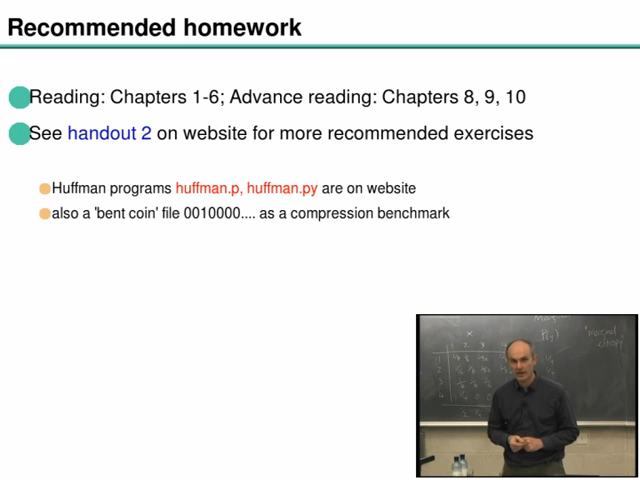 Recommended homework
Reading: Chapters 1-6; Advance reading: Chapters 8, 9, 10
See handout 2 on website for more recommended exercises
Huffman programs huffman.p, huffman.py are on website
also a 'bent coin' file 0010000.... as a compression benchmark